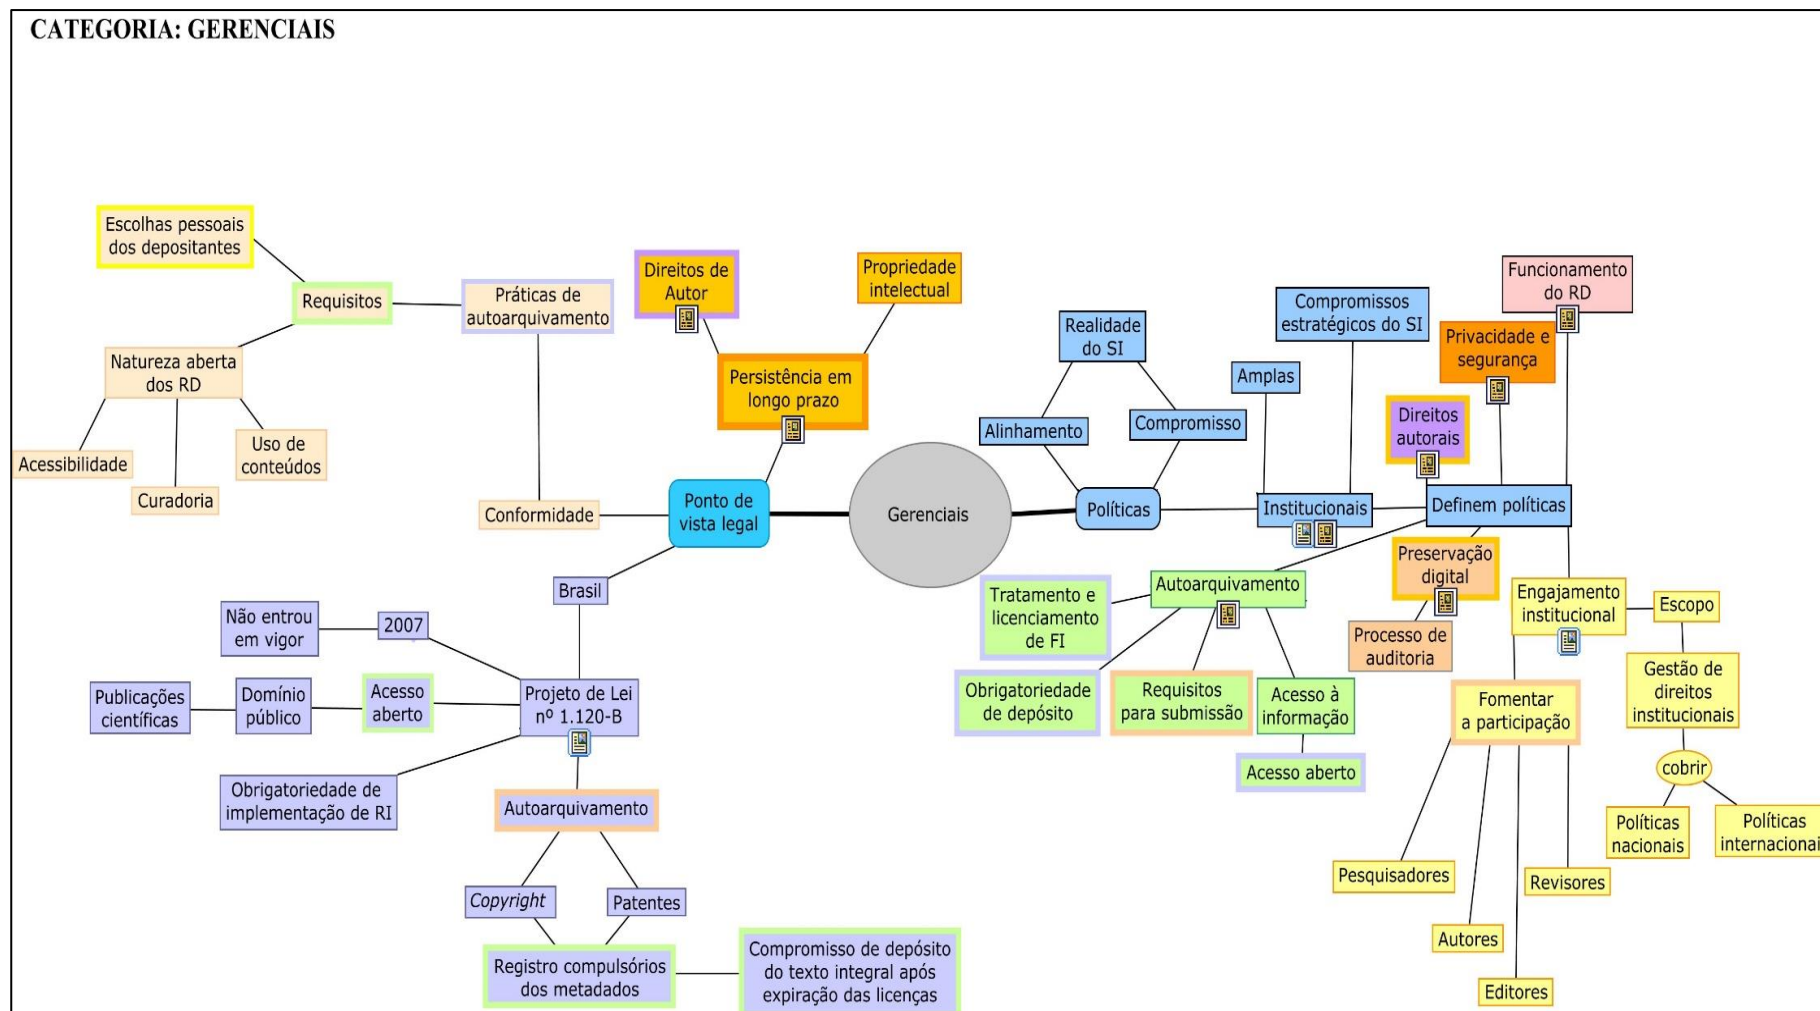 CATEGORIA: GERENCIAIS
Escolhas pessoais
dos depositantes
Requisitos
Práticas de
autoarquivamento
Natureza aberta
dos RD
Acessibilidade
Curadoria
Uso de
conteúdos
Conformidade
Direitos de
Autor
Propriedade
intelectual
Persistência em
longo prazo
Ponto de
vista legal
Gerenciais
Brasil
Não entrou
em vigor
2007
Publicações
científicas
Domínio
público
Acesso
aberto
Projeto de Lei
nº 1.120-B
Obrigatoriedade de
implementação de RI
Autoarquivamento
Copyright
Patentes
Registro compulsórios
dos metadados
Compromisso de depósito
do texto integral após
expiração das licenças
Realidade
do SI
Alinhamento
Compromisso
Políticas
Compromissos
estratégicos do SI
Amplas
Institucionais
Definem políticas
Direitos
autorais
Privacidade e
segurança
Funcionamento
do RD
Autoarquivamento
Tratamento e
licenciamento
de FI
Obrigatoriedade
de depósito
Requisitos
para submissão
Acesso à
informação
Acesso aberto
Preservação
digital
Processo de
auditoria
Engajamento
institucional
Escopo
Gestão de
direitos
institucionais
cobrir
Políticas
nacionais
Políticas
internacionai
Fomentar
a participação
Pesquisadores
Autores
Editores
Revisores